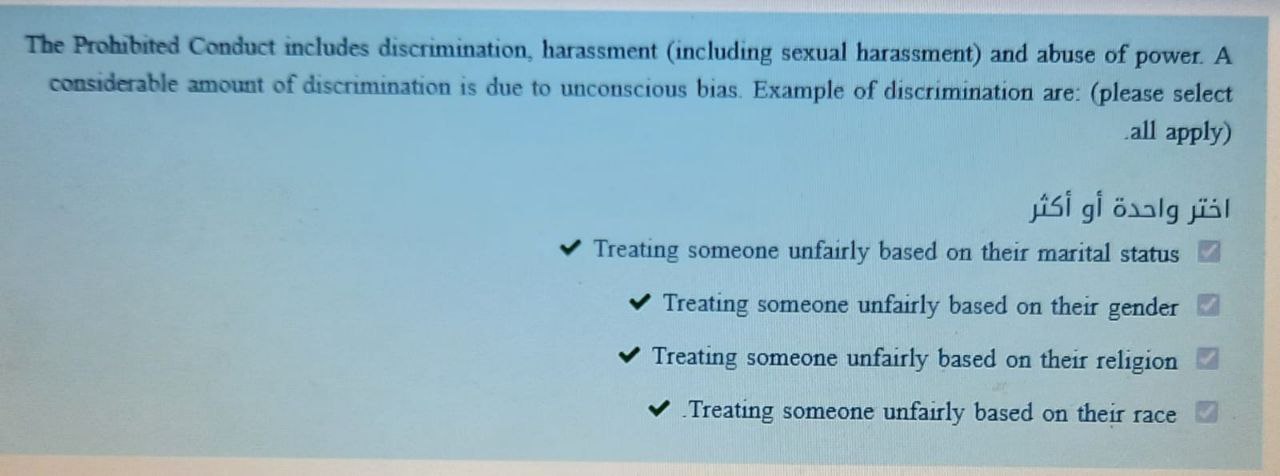 The Prohibited Conduct includes discrimination, harassment (including sexual harassment) and abuse of power. A
considerable amount of discrimination is due to unconscious bias. Example of discrimination are: (please select
.all apply)
اختر واحدة أو أكثر
Treating someone unfairly based on their marital status
Treating someone unfairly based on their gender
Treating someone unfairly based on their religion
.Treating someone unfairly based on their race